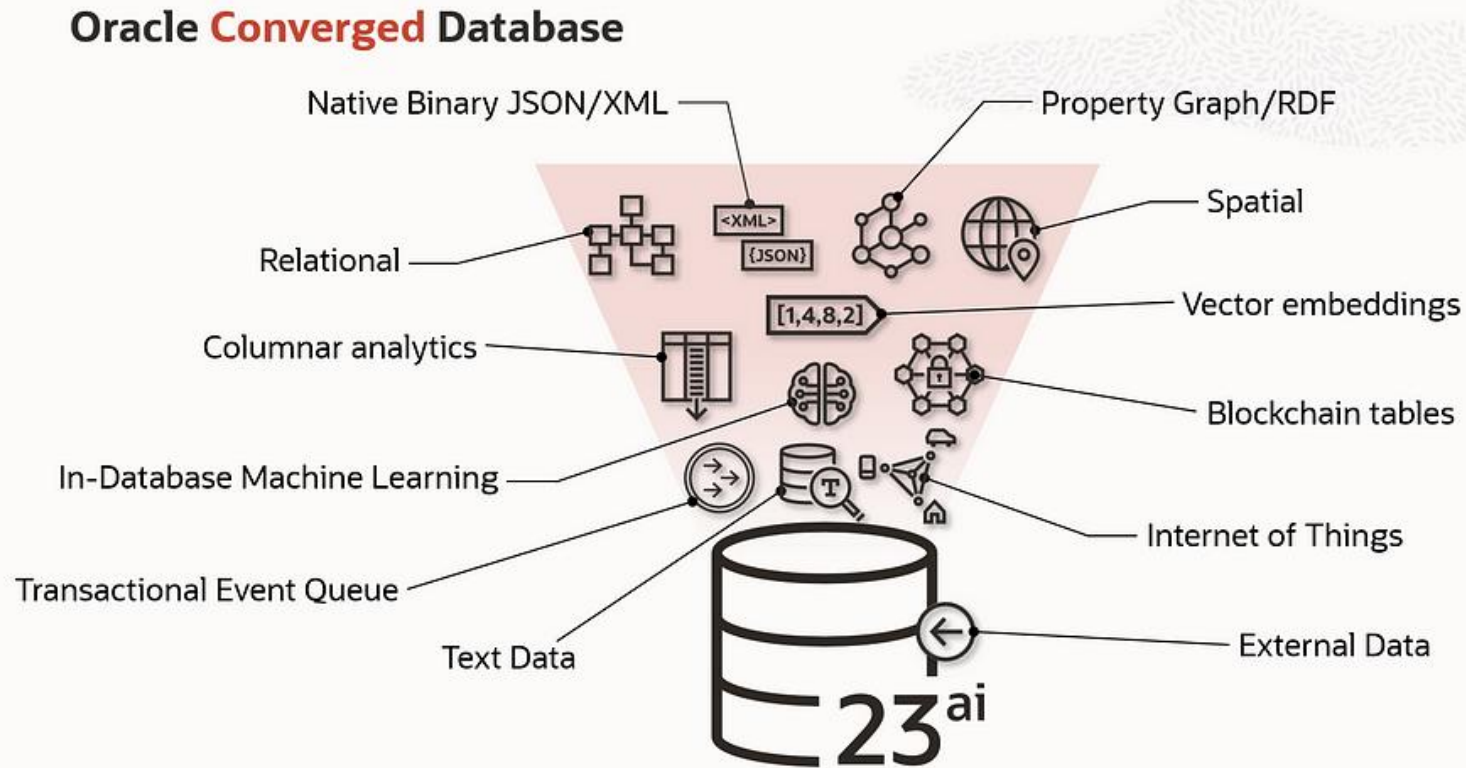 Oracle Converged Database
Native Binary JSON/XML
Property Graph/RDF
Spatial
<XML>
{JSON}
Relational
[1,4,8,2]
Vector embeddings
Columnar analytics
Blockchain tables
In-Database Machine Learning
T
Internet of Things
Transactional Event Queue
Text Data
External Data
23ai